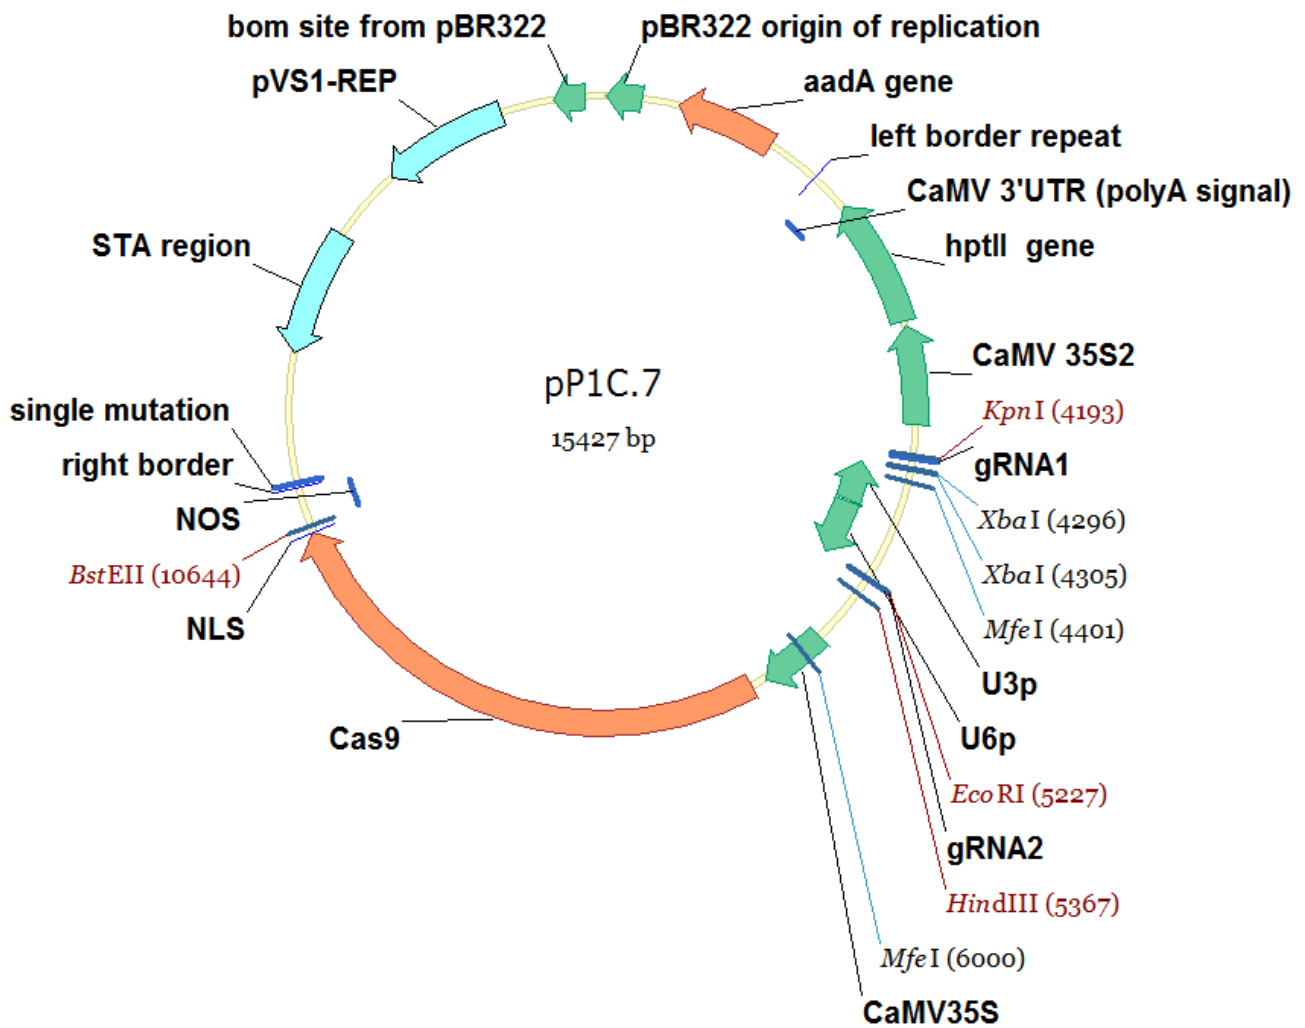 bom site from pBR322
pBR322 origin of replication
pVS1-REP
aadA gene
left border repeat
CaMV 3'UTR (polyA signal)
STA region
hptII gene
CaMV 35S2
pP1C.7
15427 bp
single mutation
KpnI (4193)
right border
gRNA1
NOS
XbaI (4296)
BstEII (10644)
XbaI (4305)
NLS
MfeI (4401)
U3p
Cas9
U6p
EcoRI (5227)
gRNA2
HindIII (5367)
MfeI (6000)
CaMV35S